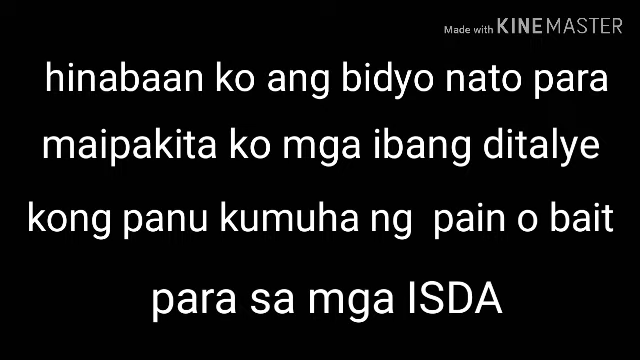 Made with KINEMASTER
hinabaan ko ang bidyo nato para
maipakita ko mga ibang ditalye
kong panu kumuha ng pain o bait
para sa mga ISDA